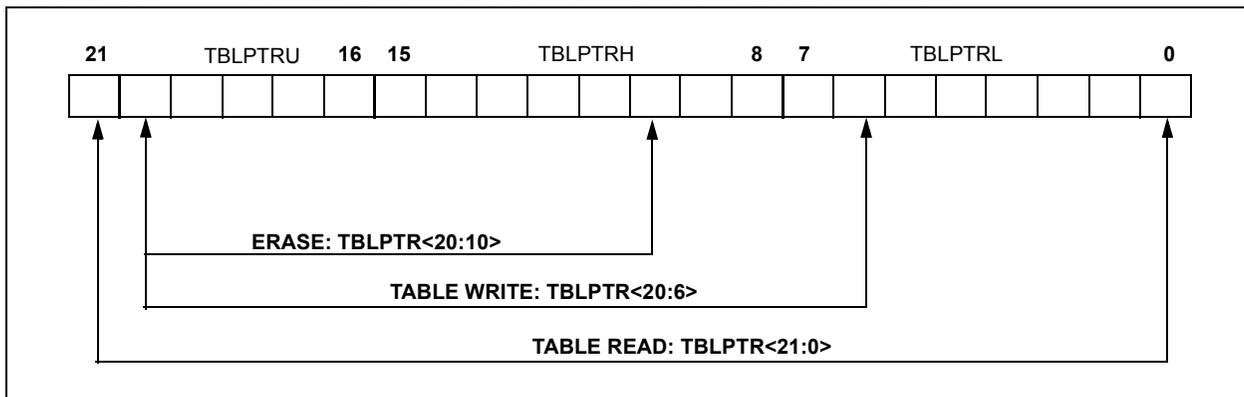 21 TBLPTRU 16 15 TBLPTRH 8 7 TBLPTRL 0
ERASE: TBLPTR<20:10>
TABLE WRITE: TBLPTR<20:6>
TABLE READ: TBLPTR<21:0>